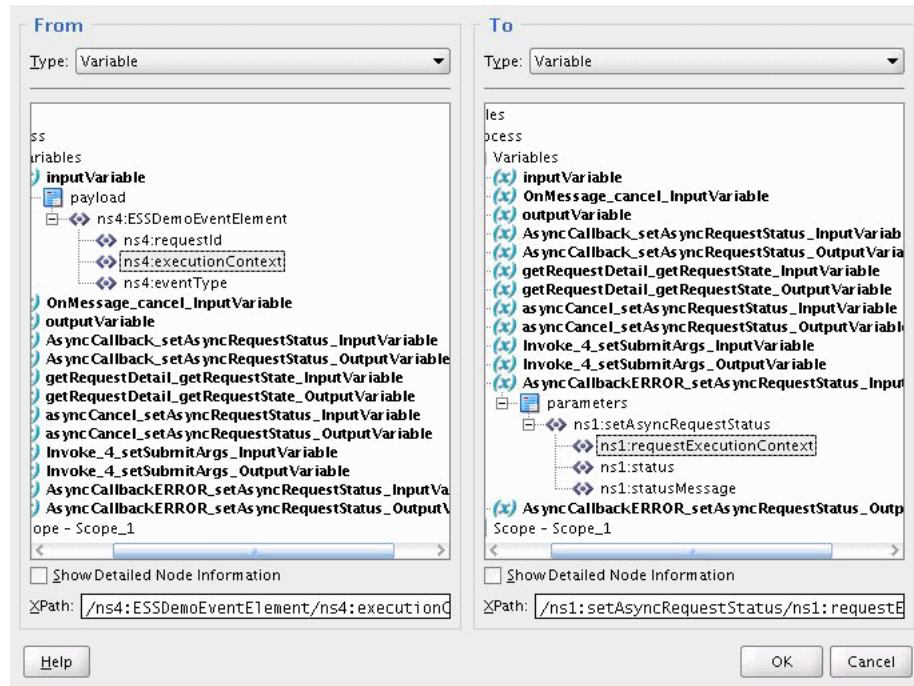 From
Type: Variable
ss
riables
inputVariable
payload
ns4:ESSDemoEventElement
ns4:requestId
ns4:executionContext
ns4:eventType
OnMessage_cancel_InputVariable
outputVariable
AsyncCallback_setAsyncRequestStatus_InputVariable
AsyncCallback_setAsyncRequestStatus_OutputVariable
getRequestDetail_getRequestState_InputVariable
getRequestDetail_getRequestState_OutputVariable
asyncCancel_setAsyncRequestStatus_InputVariable
asyncCancel_setAsyncRequestStatus_OutputVariable
Invoke_4_setSubmitArgs_InputVariable
Invoke_4_setSubmitArgs_OutputVariable
AsyncCallbackERROR_setAsyncRequestStatus_InputVa
AsyncCallbackERROR_setAsyncRequestStatus_OutputV
ope - Scope_1
Show Detailed Node Information
XPath: /ns4:ESSDemoEventElement/ns4:executionC
To
Type: Variable
les
ocess
Variables
(x) inputVariable
(x) OnMessage_cancel_InputVariable
(x) outputVariable
(x) AsyncCallback_setAsyncRequestStatus_InputVariab
(x) AsyncCallback_setAsyncRequestStatus_OutputVaria
(x) getRequestDetail_getRequestState_InputVariable
(x) getRequestDetail_getRequestState_OutputVariable
(x) asyncCancel_setAsyncRequestStatus_InputVariable
(x) asyncCancel_setAsyncRequestStatus_OutputVariabl
(x) Invoke_4_setSubmitArgs_InputVariable
(x) Invoke_4_setSubmitArgs_OutputVariable
(x) AsyncCallbackERROR_setAsyncRequestStatus_Input
parameters
ns1:setAsyncRequestStatus
ns1:requestExecutionContext
ns1:status
ns1:statusMessage
(x) AsyncCallbackERROR_setAsyncRequestStatus_Outp
Scope - Scope_1
Show Detailed Node Information
XPath: /ns1:setAsyncRequestStatus/ns1:requestE
Help
OK
Cancel